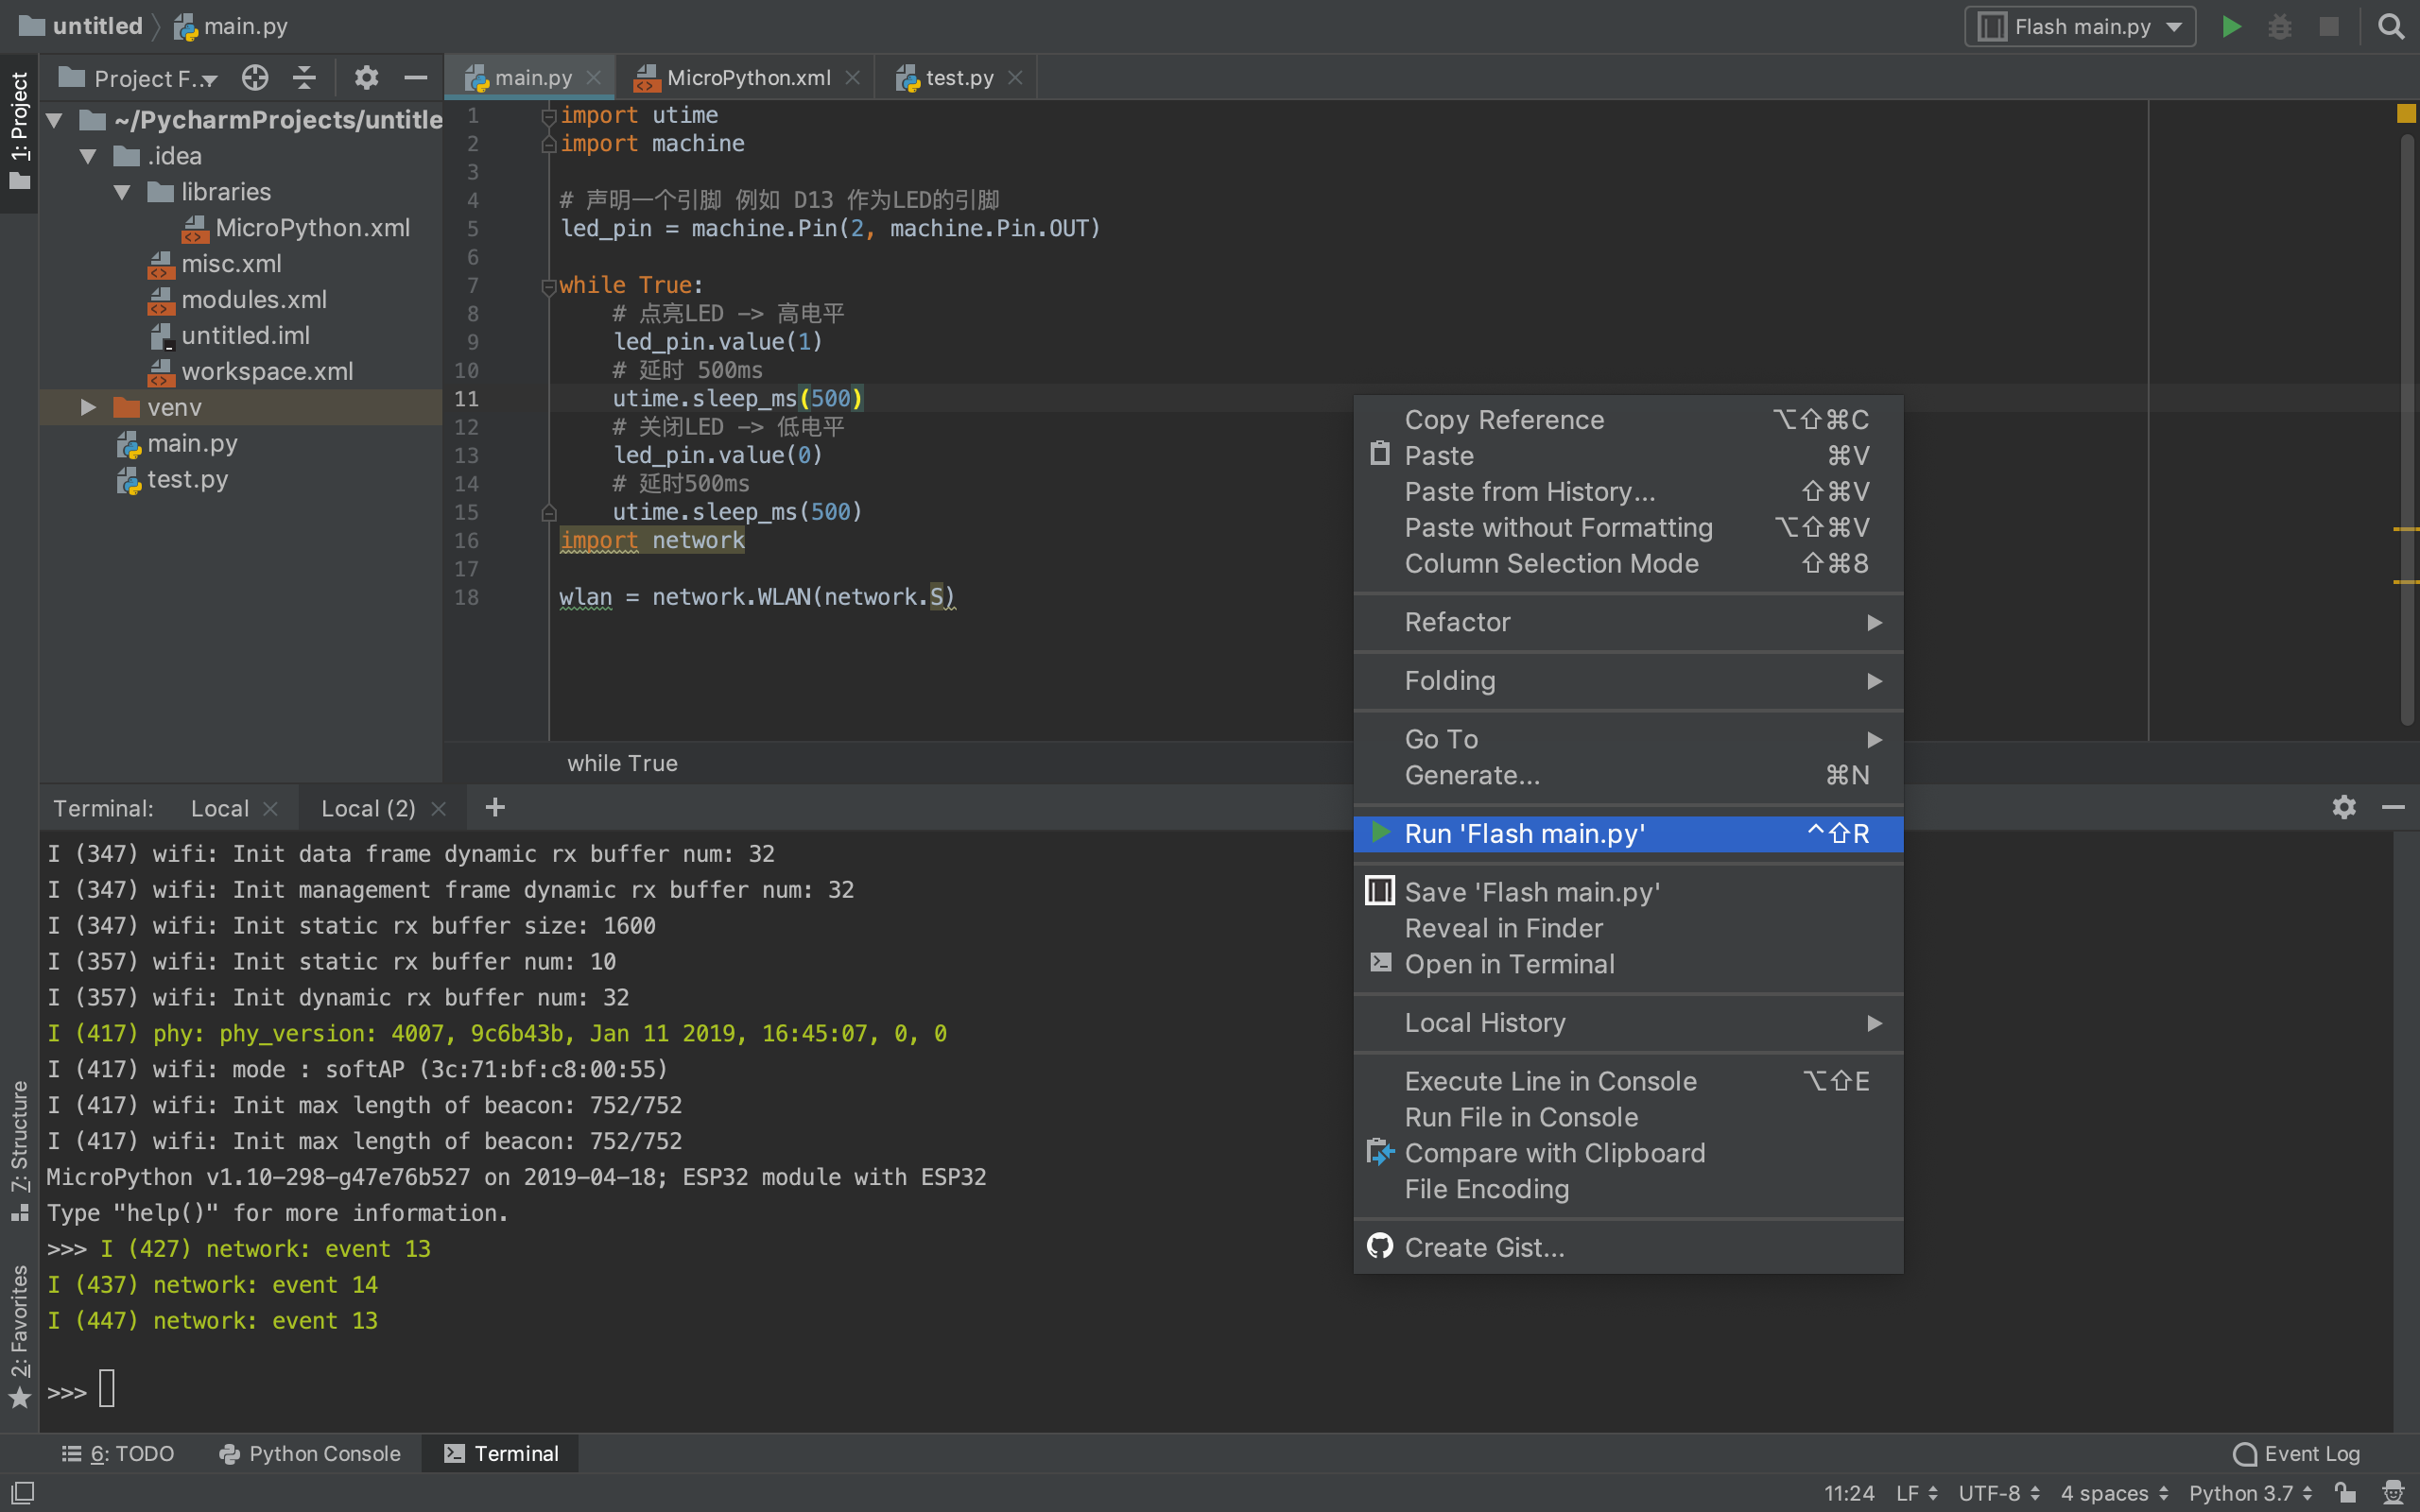 untitled main.py
Flash main.py
1: Project
Project F...
main.py
MicroPython.xml
test.py
~/PycharmProjects/untitle
.idea
libraries
MicroPython.xml
misc.xml
modules.xml
untitled.iml
workspace.xml
venv
main.py
test.py
1 import utime
2 import machine
3
4 # 声明一个引脚 例如 D13 作为LED的引脚
5 led_pin = machine.Pin(2, machine.Pin.OUT)
6
7 while True:
8 # 点亮LED -> 高电平
9 led_pin.value(1)
10 # 延时 500ms
11 utime.sleep_ms(500)
12 # 关闭LED -> 低电平
13 led_pin.value(0)
14 # 延时500ms
15 utime.sleep_ms(500)
16 import network
17
18 wlan = network.WLAN(network.S)
while True
Copy Reference ⌥⇧⌘C
Paste ⌘V
Paste from History... ⇧⌘V
Paste without Formatting ⌥⇧⌘V
Column Selection Mode ⇧⌘8
Refactor
Folding
Go To
Generate... ⌘N
Run 'Flash main.py' ^⇧R
Save 'Flash main.py'
Reveal in Finder
Open in Terminal
Local History
Execute Line in Console ⌥⇧E
Run File in Console
Compare with Clipboard
File Encoding
Create Gist...
Terminal: Local Local (2)
I (347) wifi: Init data frame dynamic rx buffer num: 32
I (347) wifi: Init management frame dynamic rx buffer num: 32
I (347) wifi: Init static rx buffer size: 1600
I (357) wifi: Init static rx buffer num: 10
I (357) wifi: Init dynamic rx buffer num: 32
I (417) phy: phy_version: 4007, 9c6b43b, Jan 11 2019, 16:45:07, 0, 0
I (417) wifi: mode : softAP (3c:71:bf:c8:00:55)
I (417) wifi: Init max length of beacon: 752/752
I (417) wifi: Init max length of beacon: 752/752
MicroPython v1.10-298-g47e76b527 on 2019-04-18; ESP32 module with ESP32
Type "help()" for more information.
>>> I (427) network: event 13
I (437) network: event 14
I (447) network: event 13
>>>
7: Structure
2: Favorites
6: TODO Python Console Terminal Event Log
11:24 LF UTF-8 4 spaces Python 3.7